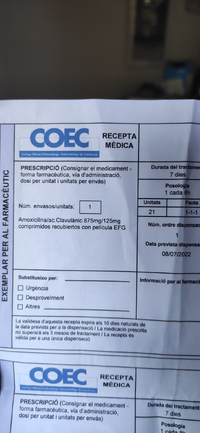 COEC
RECEPTA
MÈDICA
PRESCRIPCIÓ (Consignar el medicament -
forma farmacèutica, via d'administració,
dosi per unitat i unitats per envàs)
Núm. envasos/unitats: 1
Amoxicilina/ac.Clavulánic 875mg/125mg
comprimidos recubiertos con película EFG
Substitueixo per:
Urgència
Desproveïment
Altres
La validesa d'aquesta recepta expira als 10 dies naturals de
la data prevista per a la dispensació / La medicació prescrita
no superarà els 3 mesos de tractament / La recepta és
vàlida per a una única dispensació
EXEMPLAR PER AL FARMACÈUTIC
Durada del tractament
7 dies
Posologia
1 cada 8h
Unitats
Pauta
21
1-1-1
Núm. ordre dispensació
1
Data prevista dispensació
08/07/2022
Informació per al farmacèutic
COEC
RECEPTA
MÈDICA
PRESCRIPCIÓ (Consignar el medicament -
forma farmacèutica, via d'administració,
dosi per unitat i unitats per envàs)
Durada del tractament
7 dies
Posologia